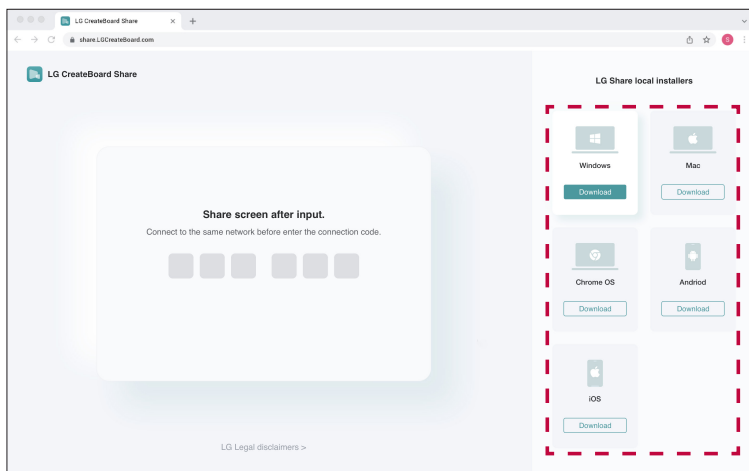 LG CreateBoard Share
share.LGCreateBoard.com
S
LG CreateBoard Share
Share screen after input.
Connect to the same network before enter the connection code.
LG Legal disclaimers >
LG Share local installers
Windows
Download
Mac
Download
Chrome OS
Download
Andriod
Download
iOS
Download